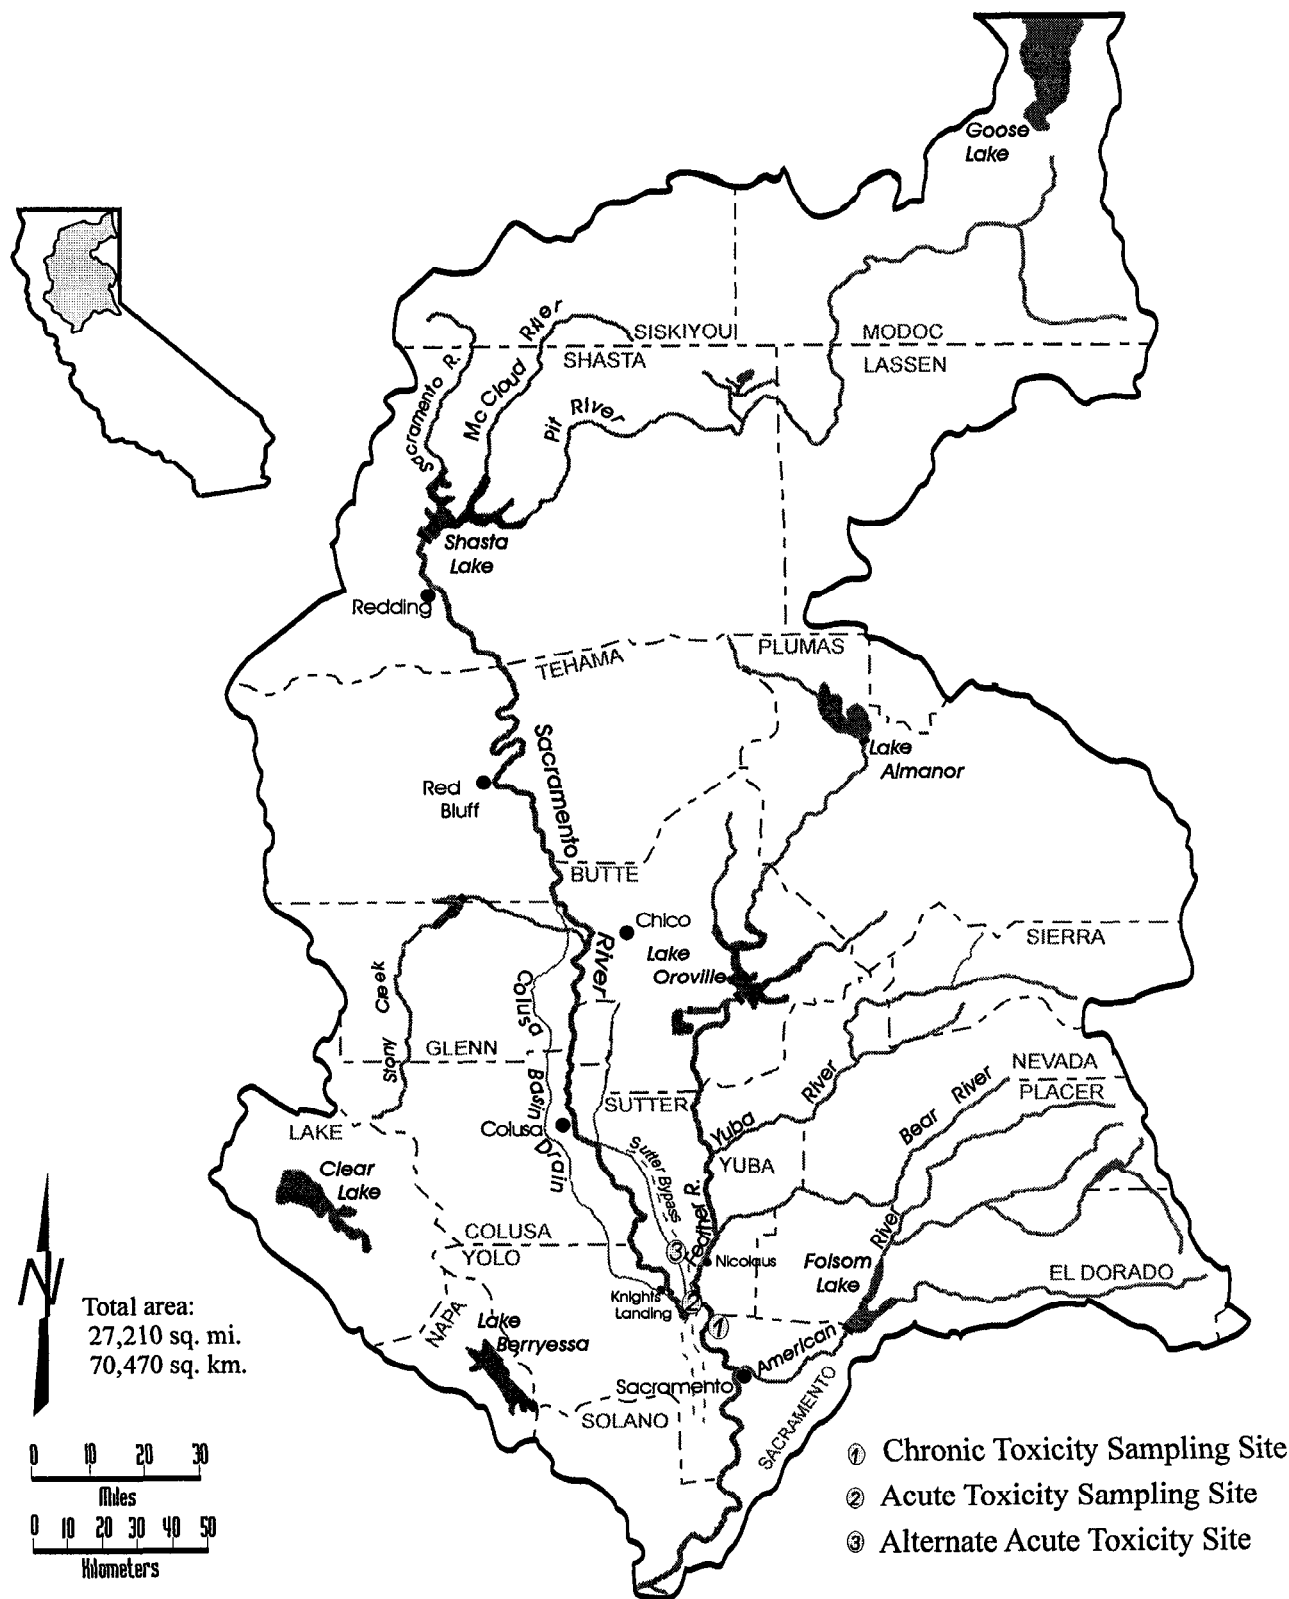 Goose
Lake
SISKIYOU
MODOC
SHASTA
LASSEN
Sacramento R.
Mc Cloud River
Pit River
Shasta
Lake
Redding
TEHAMA
PLUMAS
Lake
Almanor
Sacramento River
Red
Bluff
BUTTE
Chico
Lake
Oroville
SIERRA
Stony Creek
Colusa Basin Drain
GLENN
NEVADA
PLACER
SUTTER
Yuba River
Bear River
Colusa
LAKE
Sutter Bypass
YUBA
Clear
Lake
Feather R.
COLUSA
YOLO
3
Nicolaus
Folsom
Lake
River
EL DORADO
Knights
Landing
2
1
NAPA
Lake
Berryessa
American
Sacramento
SOLANO
SACRAMENTO
N
Total area:
27,210 sq. mi.
70,470 sq. km.
0 10 20 30
Miles
0 10 20 30 40 50
Kilometers
1 Chronic Toxicity Sampling Site
2 Acute Toxicity Sampling Site
3 Alternate Acute Toxicity Site